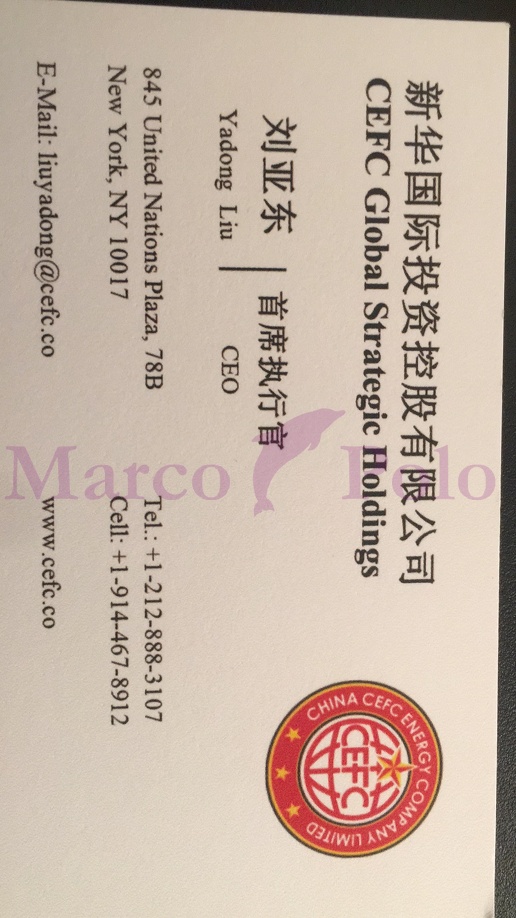 新华国际投资控股有限公司
CEFC Global Strategic Holdings
刘亚东 | 首席执行官
Yadong Liu | CEO
845 United Nations Plaza, 78B
New York, NY 10017
Tel.: +1-212-888-3107
Cell: +1-914-467-8912
E-Mail: liuyadong@cefc.co
www.cefc.co
CHINA CEFC ENERGY COMPANY LIMITED
CEFC
Marco Polo